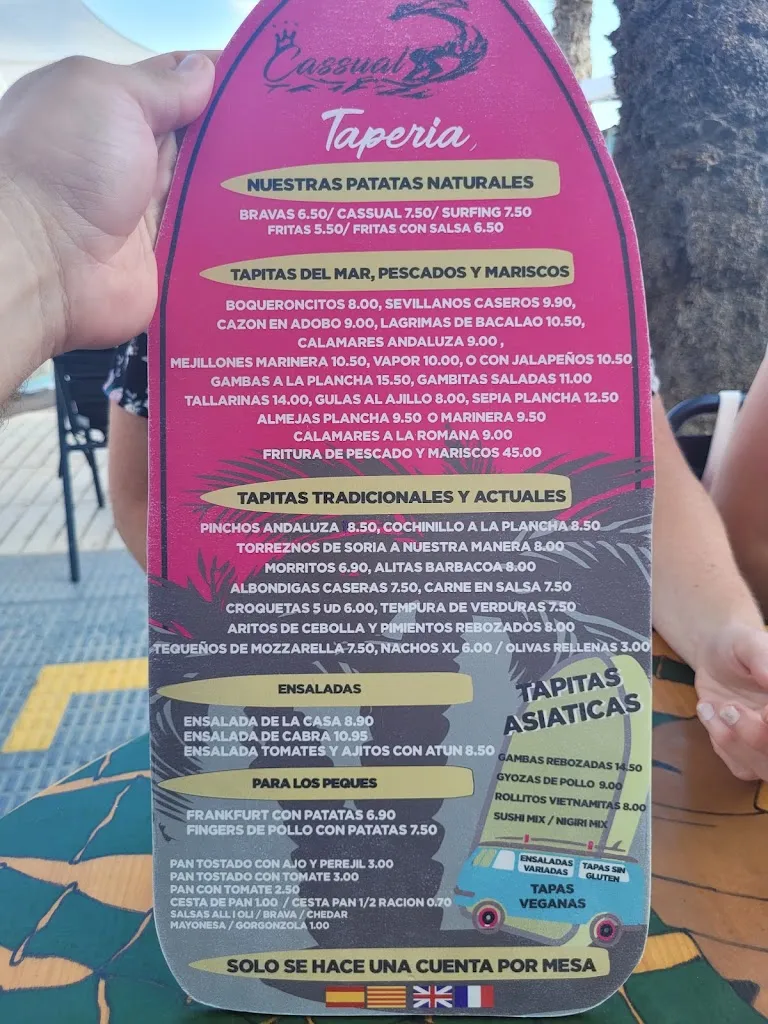 Cassual
Taperia
NUESTRAS PATATAS NATURALES
BRAVAS 6.50/ CASSUAL 7.50/ SURFING 7.50
FRITAS 5.50/ FRITAS CON SALSA 6.50
TAPITAS DEL MAR, PESCADOS Y MARISCOS
BOQUERONCITOS 8.00, SEVILLANOS CASEROS 9.90,
CAZON EN ADOBO 9.00, LAGRIMAS DE BACALAO 10.50,
CALAMARES ANDALUZA 9.00 ,
MEJILLONES MARINERA 10.50, VAPOR 10.00, O CON JALAPEÑOS 10.50
GAMBAS A LA PLANCHA 15.50, GAMBITAS SALADAS 11.00
TALLARINAS 14.00, GULAS AL AJILLO 8.00, SEPIA PLANCHA 12.50
ALMEJAS PLANCHA 9.50 O MARINERA 9.50
CALAMARES A LA ROMANA 9.00
FRITURA DE PESCADO Y MARISCOS 45.00
TAPITAS TRADICIONALES Y ACTUALES
PINCHOS ANDALUZA 8.50, COCHINILLO A LA PLANCHA 8.50
TORREZNOS DE SORIA A NUESTRA MANERA 8.00
MORRITOS 6.90, ALITAS BARBACOA 8.00
ALBONDIGAS CASERAS 7.50, CARNE EN SALSA 7.50
CROQUETAS 5 UD 6.00, TEMPURA DE VERDURAS 7.50
ARITOS DE CEBOLLA Y PIMIENTOS REBOZADOS 8.00
TEQUEÑOS DE MOZZARELLA 7.50, NACHOS XL 6.00 / OLIVAS RELLENAS 3.00
ENSALADAS
ENSALADA DE LA CASA 8.90
ENSALADA DE CABRA 10.95
ENSALADA TOMATES Y AJITOS CON ATUN 8.50
PARA LOS PEQUES
FRANKFURT CON PATATAS 6.90
FINGERS DE POLLO CON PATATAS 7.50
PAN TOSTADO CON AJO Y PEREJIL 3.00
PAN TOSTADO CON TOMATE 3.00
PAN CON TOMATE 2.50
CESTA DE PAN 1.00 / CESTA PAN 1/2 RACION 0.70
SALSAS ALL I OLI / BRAVA / CHEDAR
MAYONESA / GORGONZOLA 1.00
TAPITAS
ASIATICAS
GAMBAS REBOZADAS 14.50
GYOZAS DE POLLO 9.00
ROLLITOS VIETNAMITAS 8.00
SUSHI MIX / NIGIRI MIX
ENSALADAS
VARIADAS
TAPAS SIN
GLUTEN
TAPAS
VEGANAS
SOLO SE HACE UNA CUENTA POR MESA